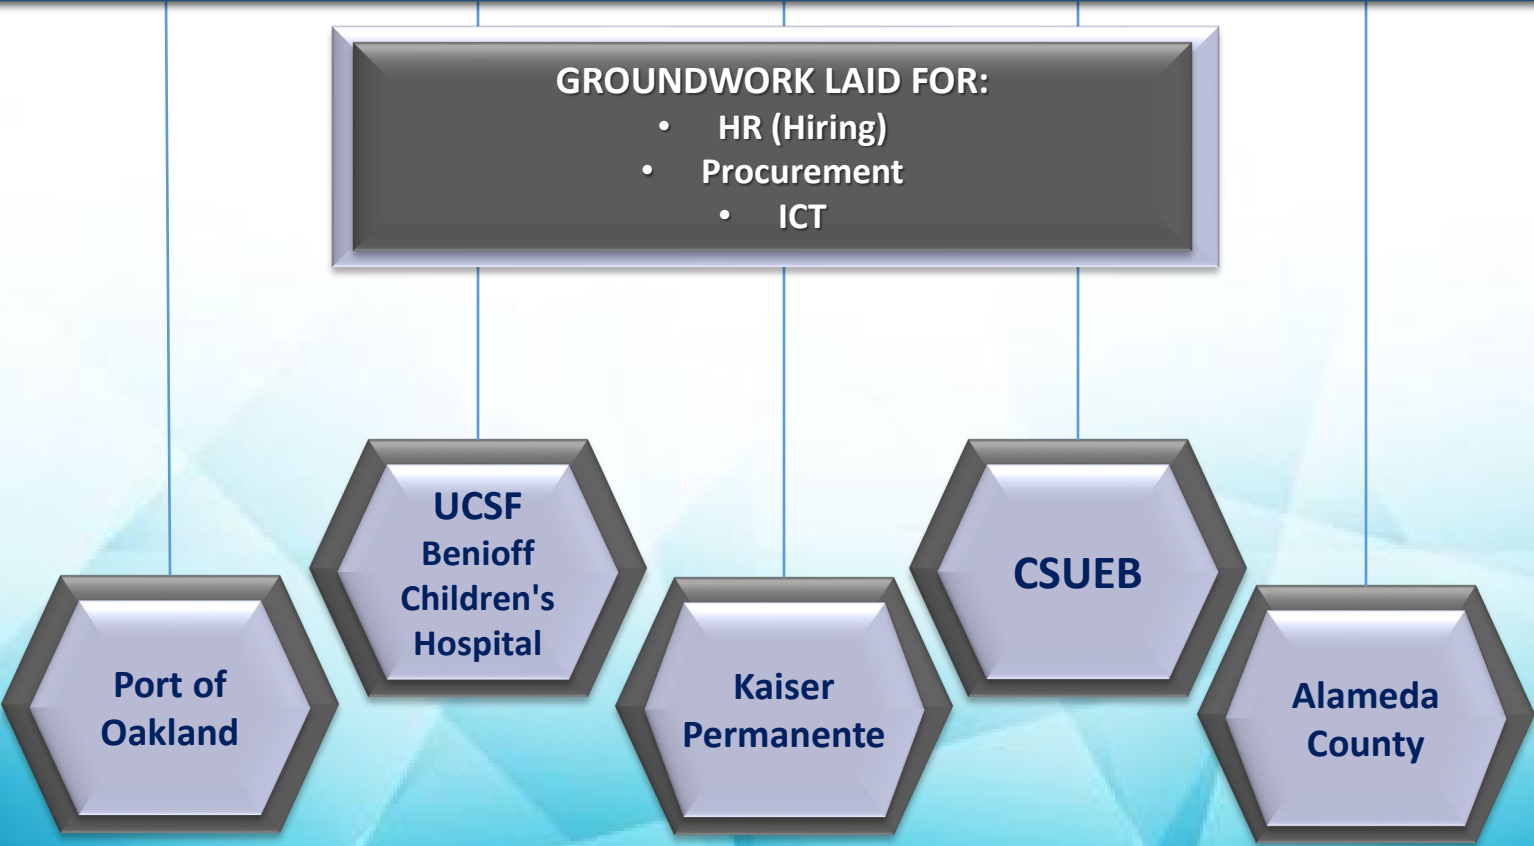 GROUNDWORK LAID FOR:
• HR (Hiring)
• Procurement
• ICT
Port of
Oakland
UCSF
Benioff
Children's
Hospital
Kaiser
Permanente
CSUEB
Alameda
County